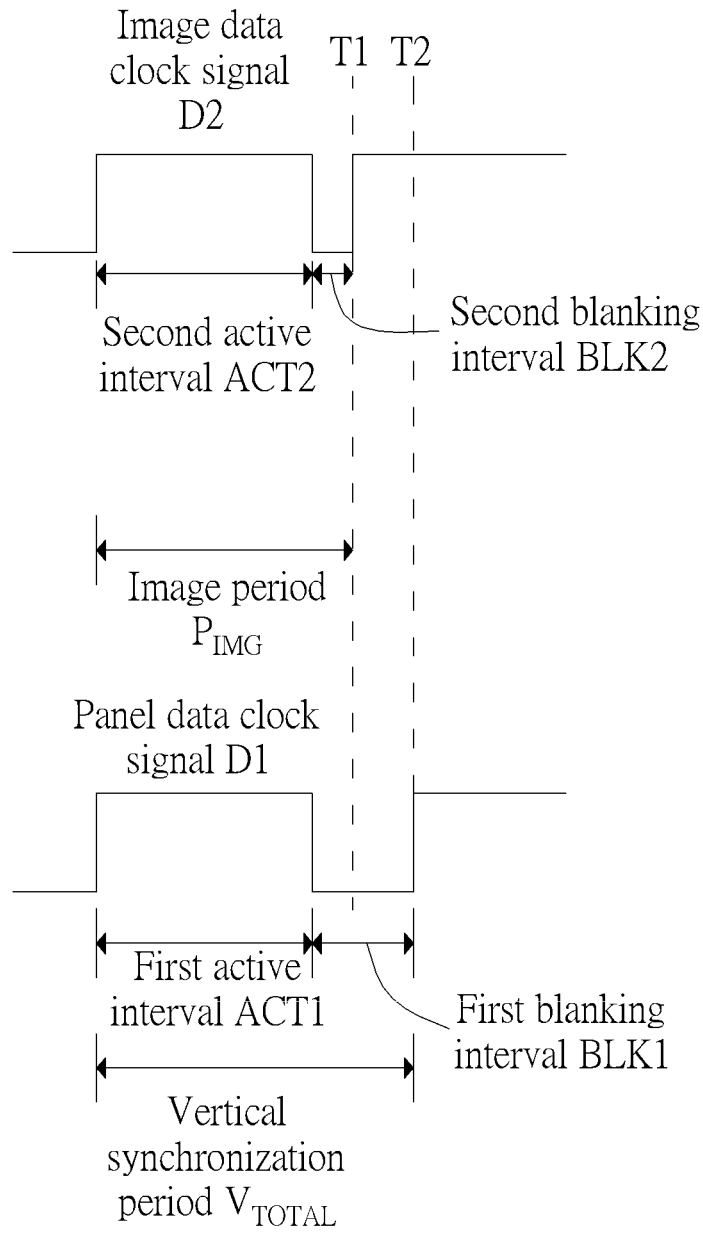 Image data
clock signal
D2
T1 T2
Second active
interval ACT2
Second blanking
interval BLK2
Image period
PIMG
Panel data clock
signal D1
First active
interval ACT1
First blanking
interval BLK1
Vertical
synchronization
period VTOTAL